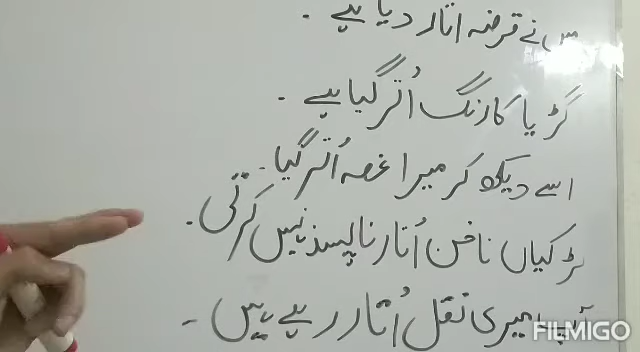 میں نے قرضہ اتار دیا ہے ۔
گڑیا کا رنگ اُتر گیا ہے ۔
اسے دیکھ کر میرا غصہ اُتر گیا ۔
لڑکیاں ناخن اُتارنا پسند نہیں کرتی ۔
آپ میری نقل اُتار رہے ہیں ۔
FILMIGO